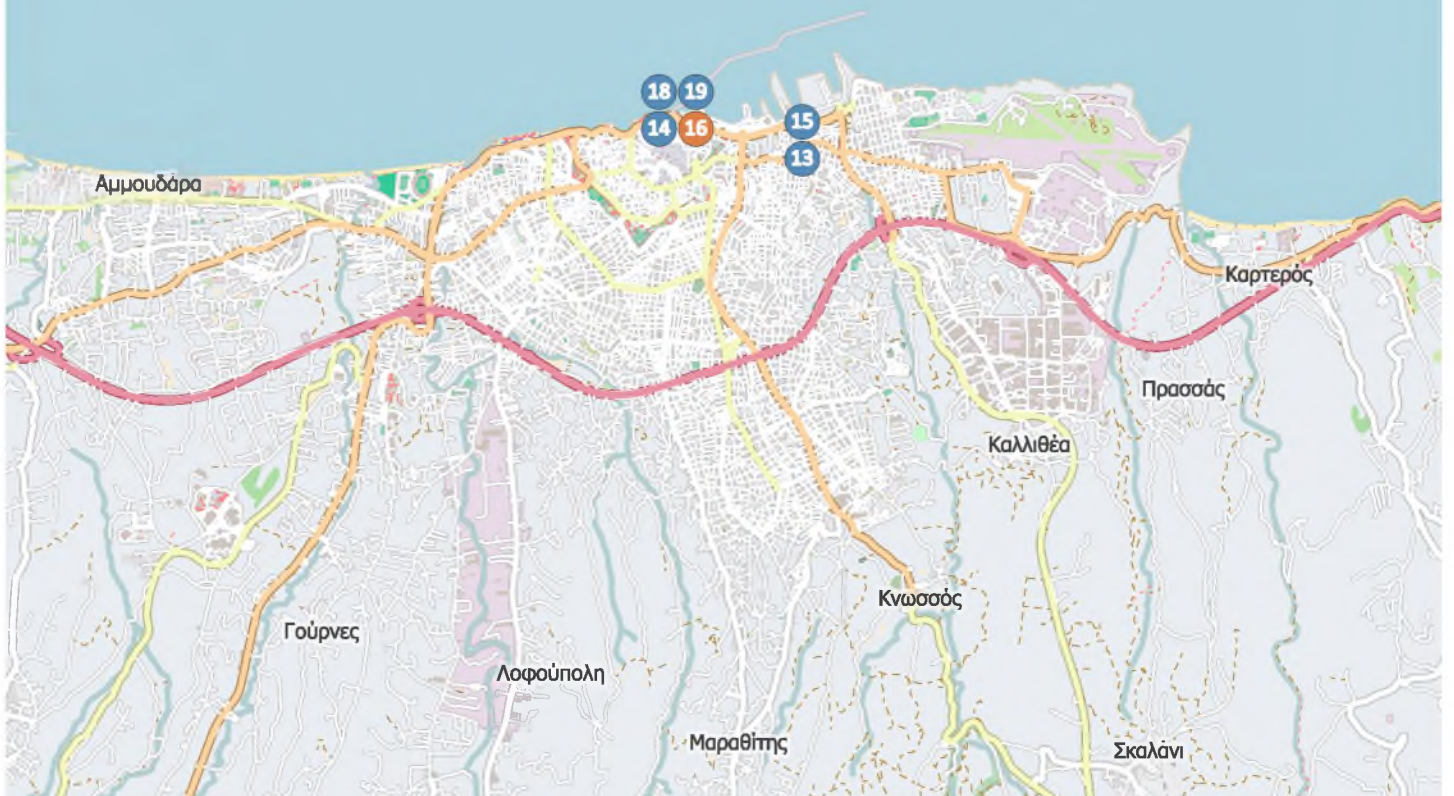 18 19
14 16
15
13
Αμμουδάρα
Καρτερός
Πρασσάς
Καλλιθέα
Κνωσσός
Γούρνες
Λοφούπολη
Μαραθίτης
Σκαλάνι